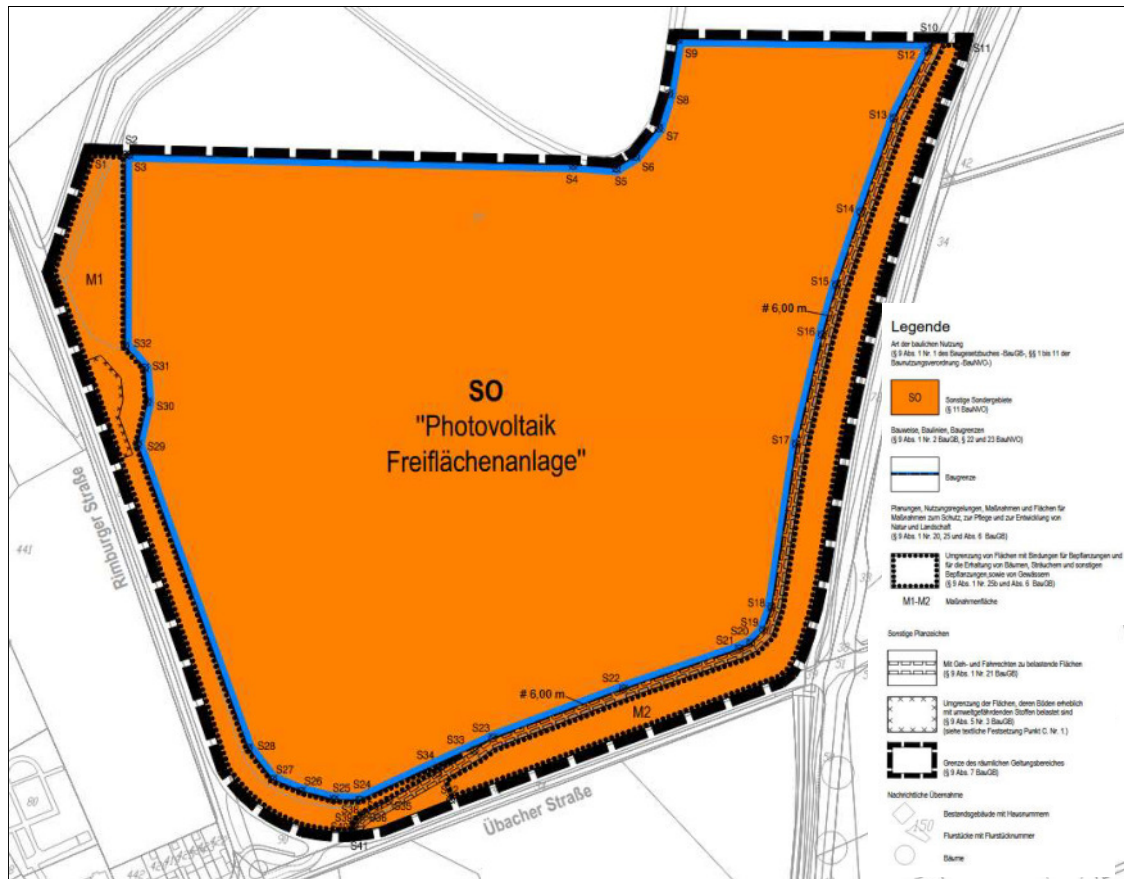 S10
S12
S11
S9
S8
S13
S7
S6
S5
S4
S2
S1
S3
42
S14
34
M1
S15
# 6,00 m
S16
S32
S31
S30
S29
SO
"Photovoltaik
Freiflächenanlage"
S17
Rimburger Straße
441
S18
S19
S20
S21
S22
# 6,00 m
M2
S23
S33
S34
S28
S27
S26
S25
S24
S35
S41
Übacher Straße
51
80
90
442
Legende
Art der baulichen Nutzung
(§ 9 Abs. 1 Nr. 1 des Baugesetzbuches -BauGB-, §§ 1 bis 11 der
Baunutzungsverordnung -BauNVO-)
SO
Sonstige Sondergebiete
(§ 11 BauNVO)
Bauweise, Baulinien, Baugrenzen
(§ 9 Abs. 1 Nr. 2 BauGB, § 22 und 23 BauNVO)
Baugrenze
Planungen, Nutzungsregelungen, Maßnahmen und Flächen für
Maßnahmen zum Schutz, zur Pflege und zur Entwicklung von
Natur und Landschaft
(§ 9 Abs. 1 Nr. 20, 25 und Abs. 6 BauGB)
Umgrenzung von Flächen mit Bindungen für Bepflanzungen und
für die Erhaltung von Bäumen, Sträuchern und sonstigen
Bepflanzungen,sowie von Gewässern
(§ 9 Abs. 1 Nr. 25b und Abs. 6 BauGB)
M1-M2
Maßnahmenfläche
Sonstige Planzeichen
Mit Geh- und Fahrrechten zu belastende Flächen
(§ 9 Abs. 1 Nr. 21 BauGB)
Umgrenzung der Flächen, deren Böden erheblich
mit umweltgefährdenden Stoffen belastet sind
(§ 9 Abs. 5 Nr. 3 BauGB)
(siehe textliche Festsetzung Punkt C. Nr. 1.)
Grenze des räumlichen Geltungsbereiches
(§ 9 Abs. 7 BauGB)
Nachrichtliche Übernahme
Bestandsgebäude mit Hausnummern
150
Flurstücke mit Flurstücknummer
Bäume